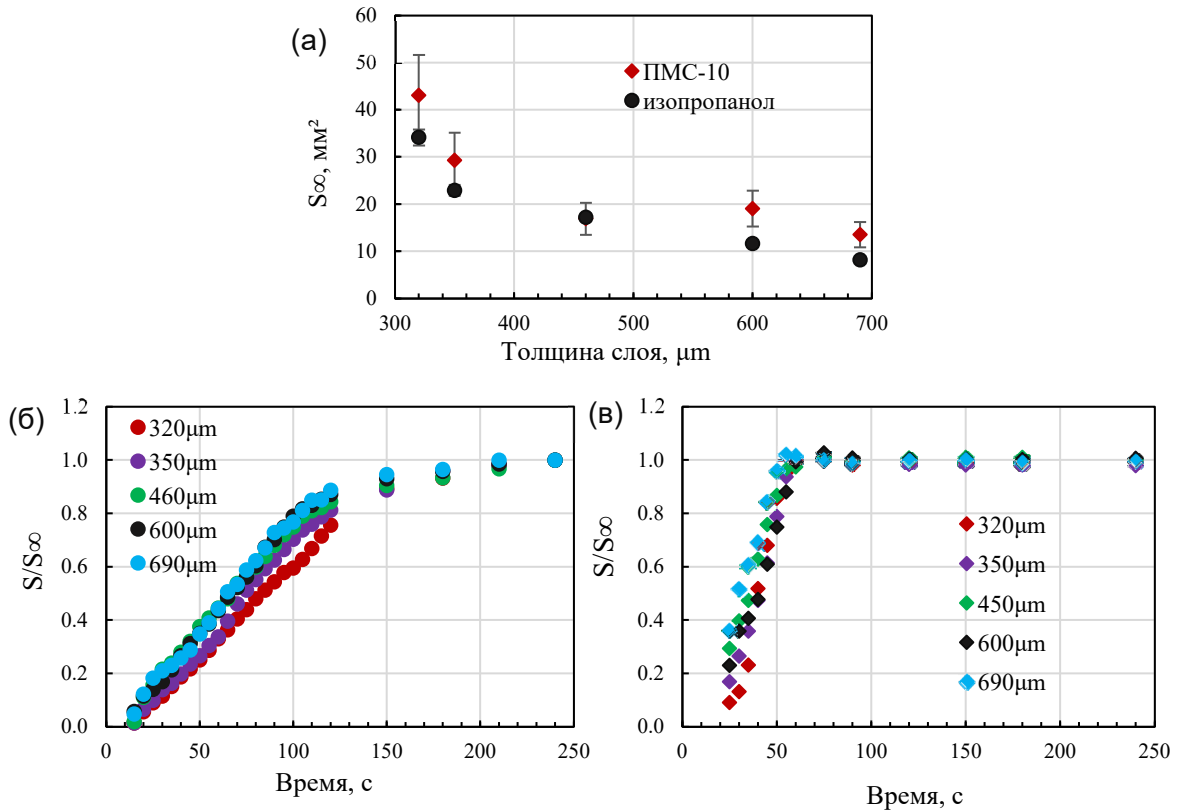 (а)
60
50
40
30
20
10
0
S∞, мм²
ПМС-10
изопропанол
300 400 500 600 700
Толщина слоя, μm
(б)
1.2
1.0
0.8
0.6
0.4
0.2
0.0
S/S∞
320μm
350μm
460μm
600μm
690μm
0 50 100 150 200 250
Время, с
(в)
1.2
1.0
0.8
0.6
0.4
0.2
0.0
S/S∞
320μm
350μm
450μm
600μm
690μm
0 50 100 150 200 250
Время, с